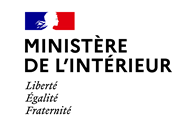 MINISTÈRE
DE L'INTÉRIEUR
Liberté
Égalité
Fraternité